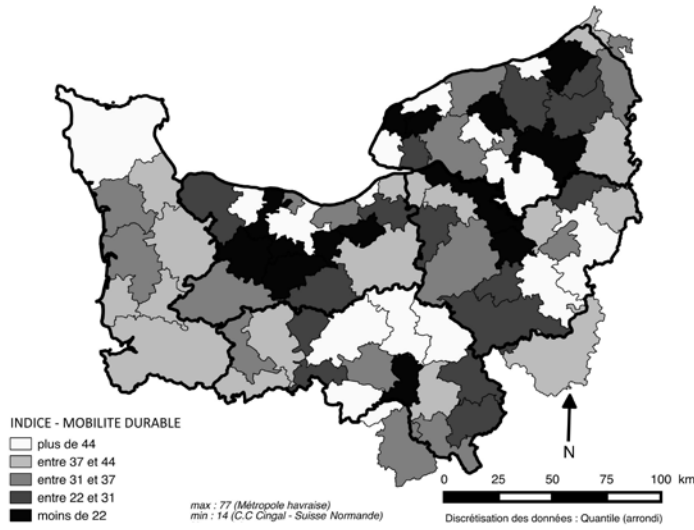 INDICE - MOBILITE DURABLE
plus de 44
entre 37 et 44
entre 31 et 37
entre 22 et 31
moins de 22
max : 77 (Métropole havraise)
min : 14 (C.C Cingal - Suisse Normande)
N
0 25 50 75 100 km
Discrétisation des données : Quantile (arrondi)